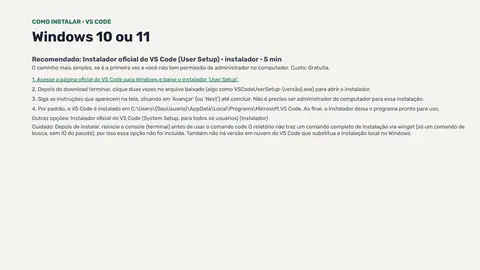 COMO INSTALAR • VS CODE
Windows 10 ou 11
Recomendado: Instalador oficial do VS Code (User Setup) • instalador • 5 min
O caminho mais simples, se é a primeira vez e você não tem permissão de administrador no computador. Custo: Gratuita.
1. Acesse a página oficial do VS Code para Windows e baixe o instalador 'User Setup'.
2. Depois do download terminar, clique duas vezes no arquivo baixado (algo como VSCodeUserSetup-{versão}.exe) para abrir o instalador.
3. Siga as instruções que aparecem na tela, clicando em 'Avançar' (ou 'Next') até concluir. Não é preciso ser administrador do computador para essa instalação.
4. Por padrão, o VS Code é instalado em C:\Users\{SeuUsuario}\AppData\Local\Programs\Microsoft VS Code. Ao final, o instalador deixa o programa pronto para uso.
Outras opções: Instalador oficial do VS Code (System Setup, para todos os usuários) (instalador)
Cuidado: Depois de instalar, reinicie o console (terminal) antes de usar o comando code O relatório não traz um comando completo de instalação via winget (só um comando de
busca, sem ID do pacote), por isso essa opção não foi incluída. Também não há versão em nuvem do VS Code que substitua a instalação local no Windows.